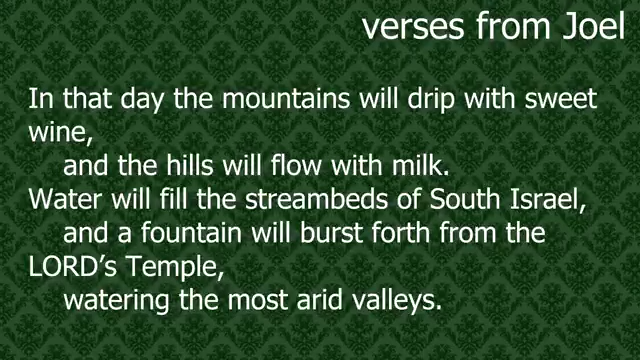 verses from Joel
In that day the mountains will drip with sweet
wine,
and the hills will flow with milk.
Water will fill the streambeds of South Israel,
and a fountain will burst forth from the
LORD’s Temple,
watering the most arid valleys.